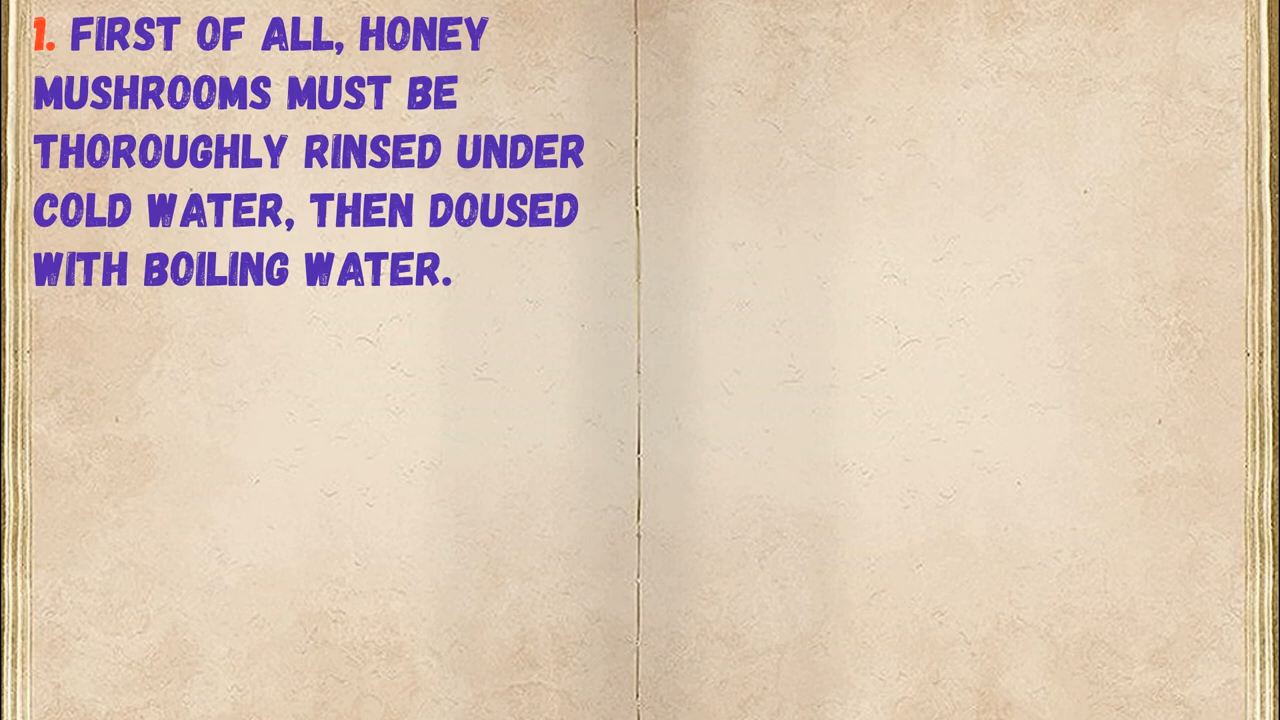 1. FIRST OF ALL, HONEY
MUSHROOMS MUST BE
THOROUGHLY RINSED UNDER
COLD WATER, THEN DOUSED
WITH BOILING WATER.